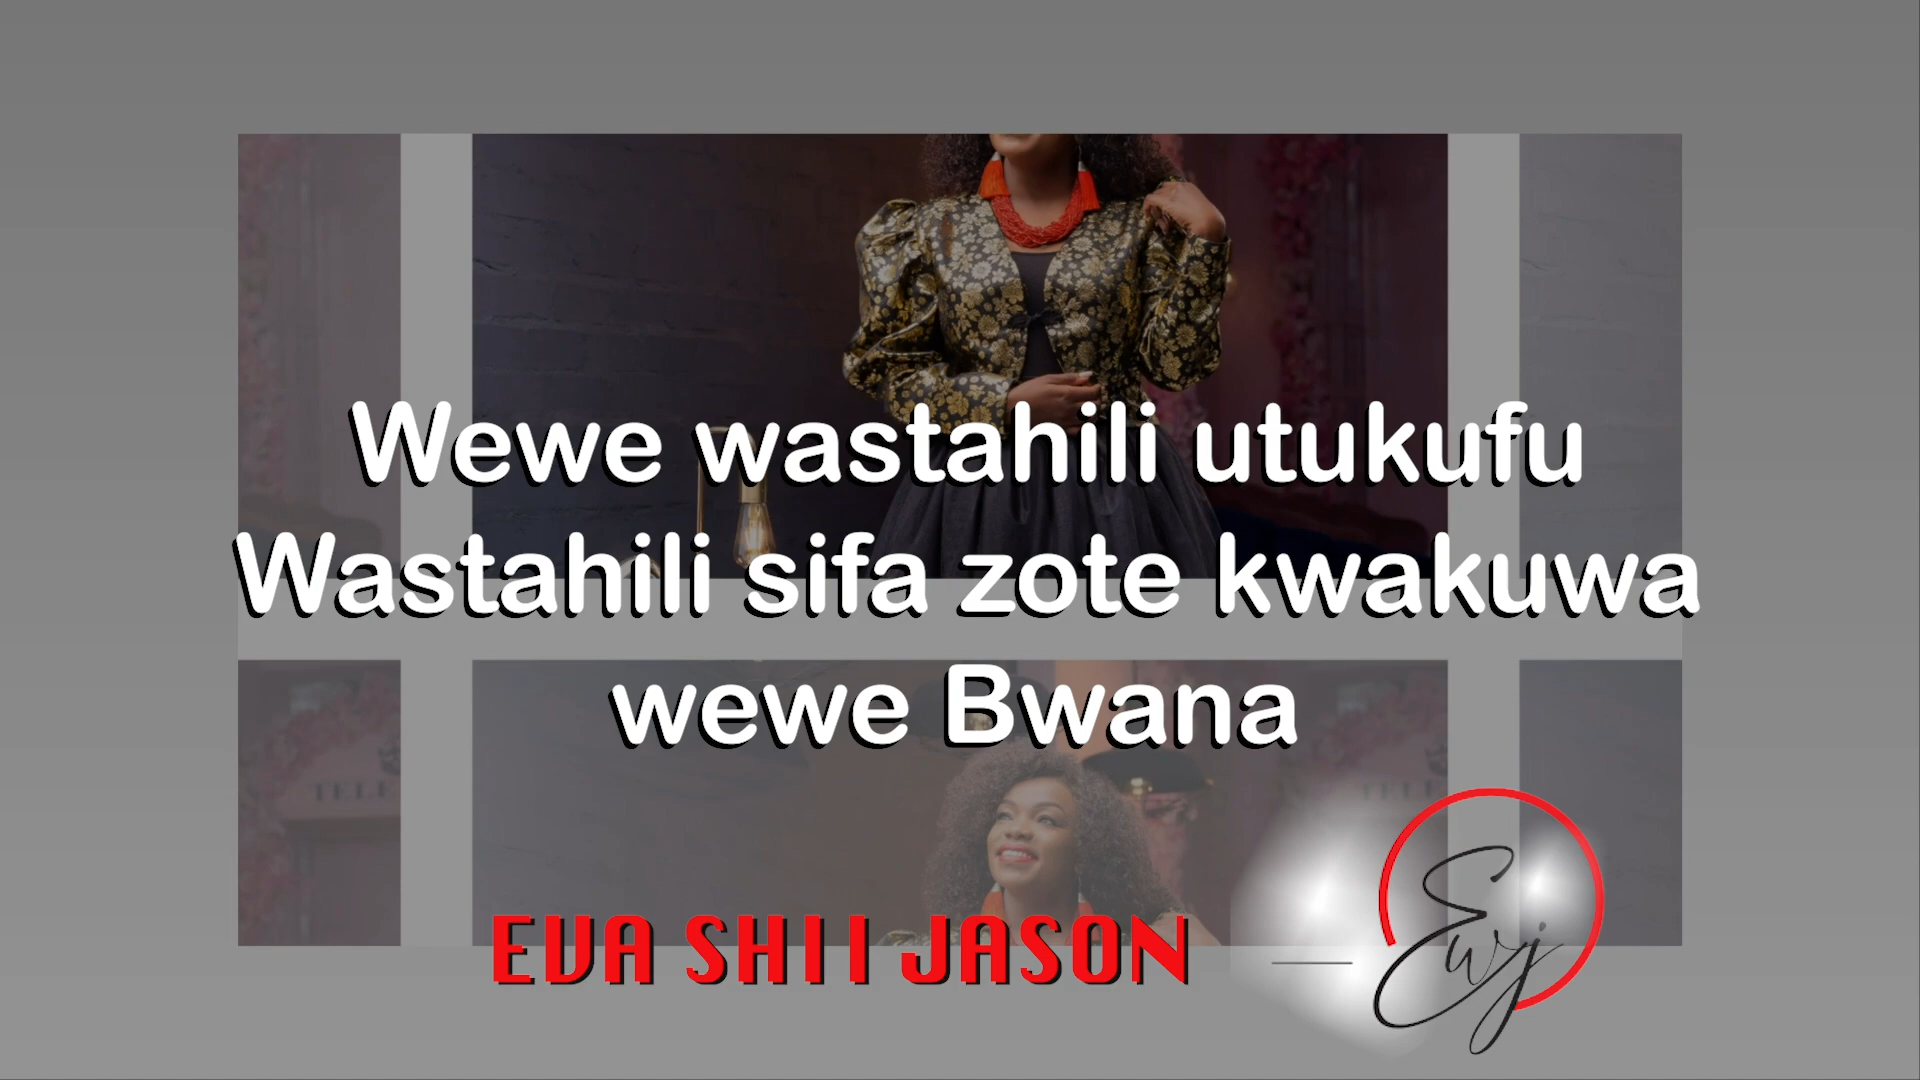 Wewe wastahili utukufu
Wastahili sifa zote kwakuwa
wewe Bwana
EVA SHII JASON
Ewj